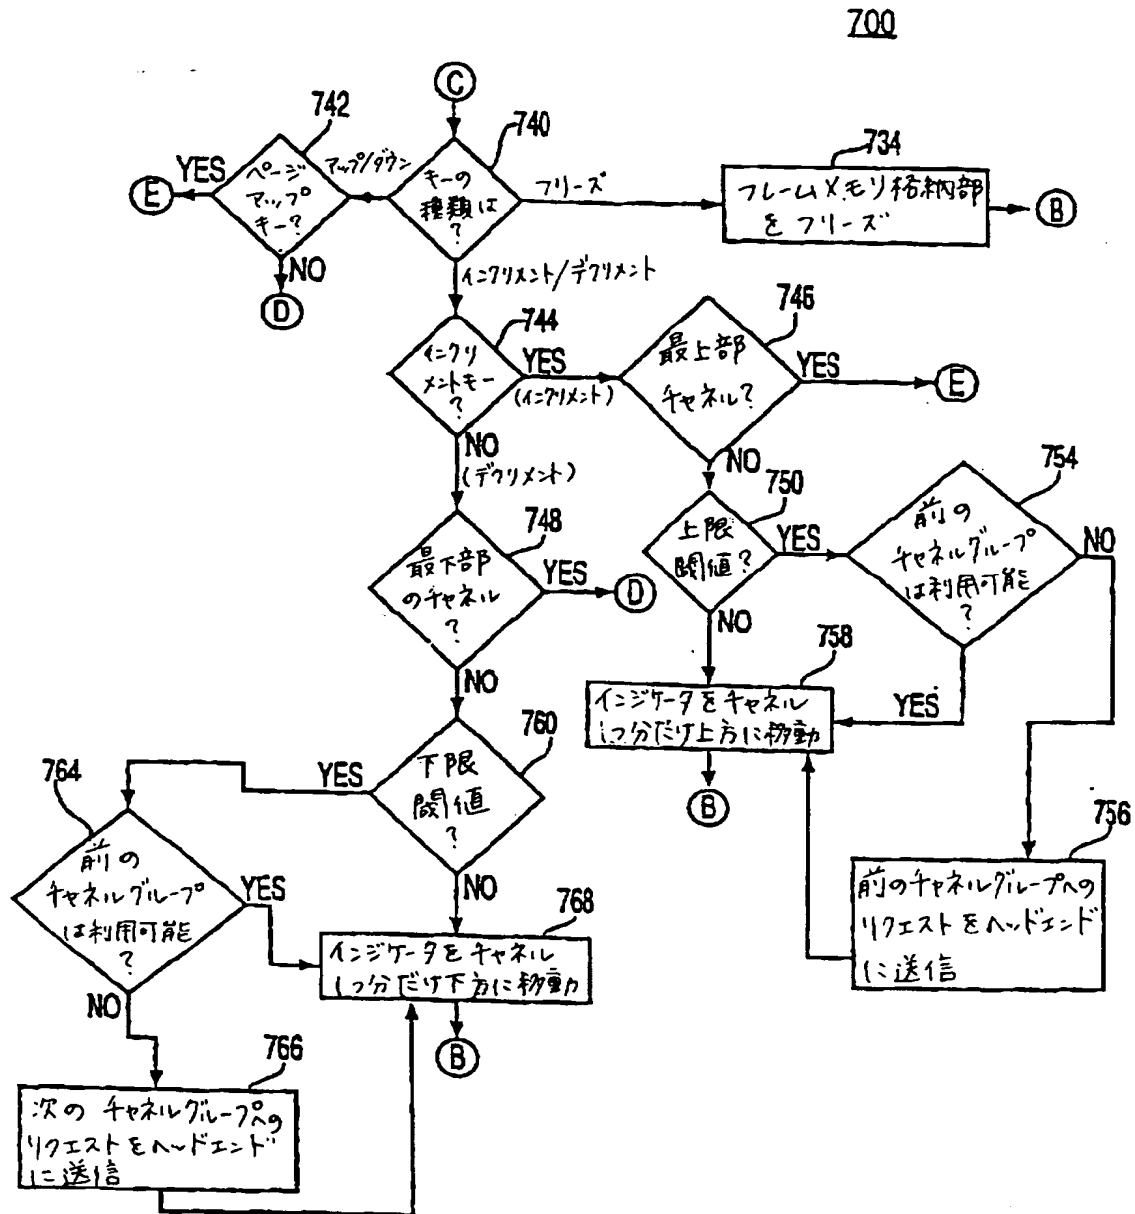 700
C
742
740
734
YES
ページ
アップ
キー?
アップ/ダウン
キーの
種類は
?
フリーズ
フレームメモリ格納部
をフリーズ
B
E
NO
D
インクリメント/デクリメント
744
746
インクリ
メントキー
?
YES
(インクリメント)
最上部
チャネル?
YES
E
NO
(デクリメント)
NO
748
750
754
最下部
のチャネル
?
YES
D
上限
閾値?
YES
前の
チャネルグループ
は利用可能
?
NO
NO
NO
758
インジケータをチャネル
1つ分だけ上方に移動
YES
760
764
YES
下限
閾値
?
B
756
前の
チャネルグループ
は利用可能
?
YES
NO
768
前のチャネルグループへの
リクエストをヘッドエンド
に送信
インジケータをチャネル
1つ分だけ下方に移動
NO
B
766
次のチャネルグループへの
リクエストをヘッドエンド
に送信